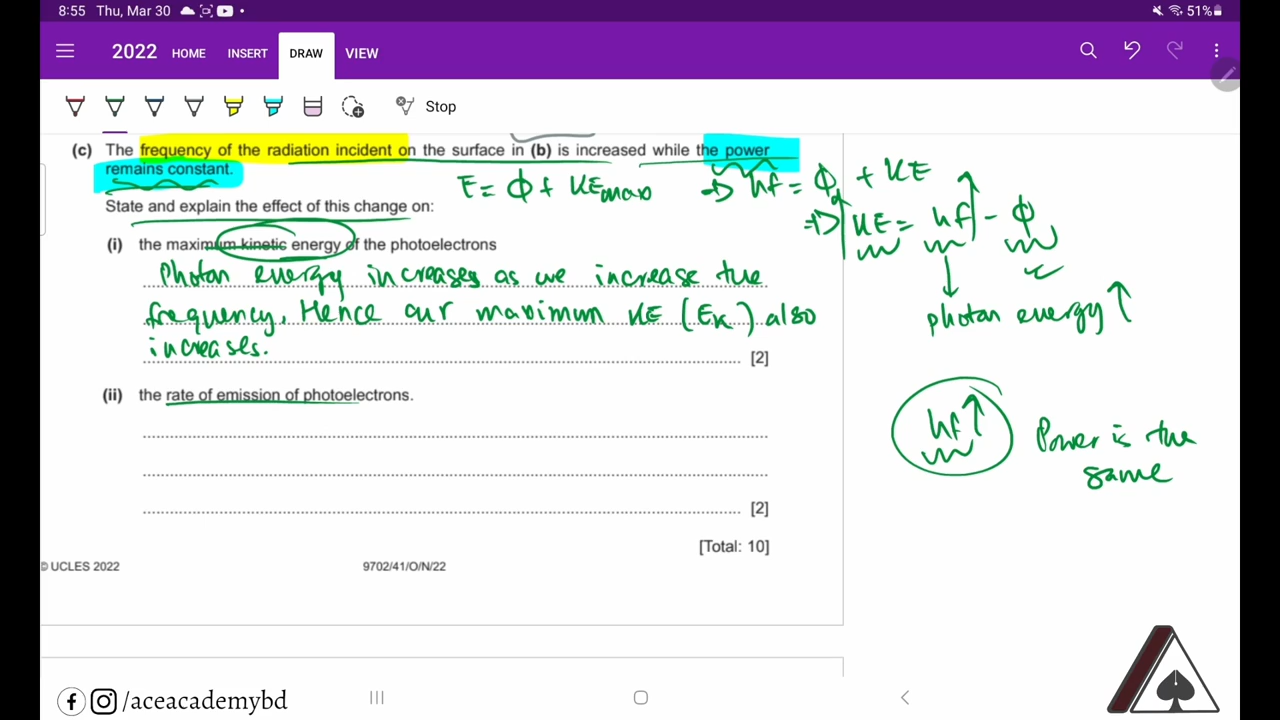 8:55 Thu, Mar 30 51%
2022 HOME INSERT DRAW VIEW
Stop
(c) The frequency of the radiation incident on the surface in (b) is increased while the power
remains constant.
E = Φ + KEmax ⇒ hf = Φ + KE
⇒ KE = hf - Φ
State and explain the effect of this change on:
(i) the maximum kinetic energy of the photoelectrons
Photon energy increases as we increase the
frequency. Hence our maximum KE (EK) also
increases.
[2]
photon energy ↑
(ii) the rate of emission of photoelectrons.
hf ↑ Power is the
same
[2]
[Total: 10]
© UCLES 2022 9702/41/O/N/22
/aceacademybd